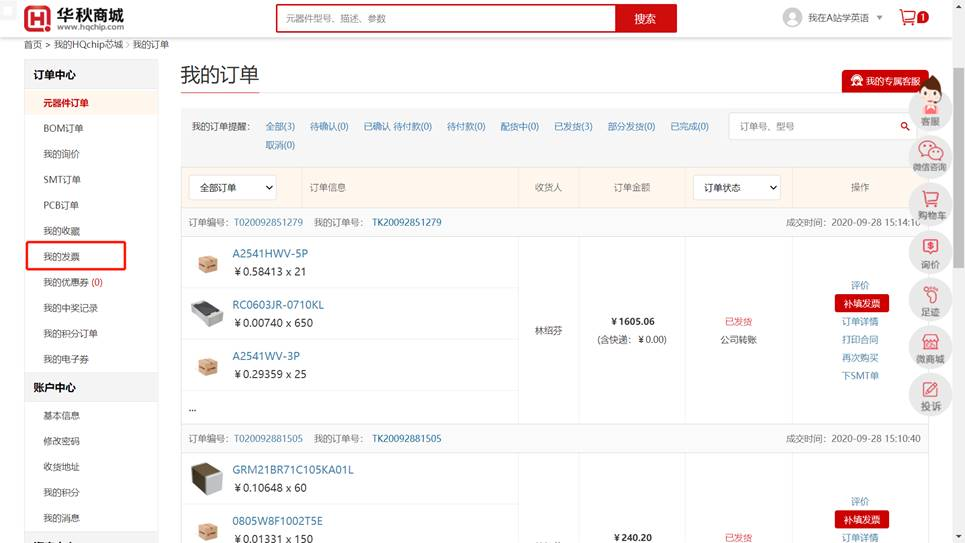 华秋商城
www.hqchip.com
元器件型号、描述、参数
搜索
我在A站学英语
1
首页 > 我的HQchip芯城 > 我的订单
订单中心
元器件订单
BOM订单
我的询价
SMT订单
PCB订单
我的收藏
我的发票
我的优惠券 (0)
我的中奖记录
我的积分订单
我的电子券
账户中心
基本信息
修改密码
收货地址
我的积分
我的消息
我的订单
我的专属客服
我的订单提醒： 全部(3) 待确认(0) 已确认 待付款(0) 待付款(0) 配货中(0) 已发货(3) 部分发货(0) 已完成(0)
取消(0)
订单号、型号
全部订单 订单信息 收货人 订单金额 订单状态 操作
订单编号： T020092851279 我的订单号： TK20092851279 成交时间：2020-09-28 15:14:10
A2541HWV-5P
￥0.58413 x 21
RC0603JR-0710KL
￥0.00740 x 650
A2541WV-3P
￥0.29359 x 25
...
林绍芬
￥1605.06
(含快递：￥0.00)
已发货
公司转账
评价
补填发票
订单详情
打印合同
再次购买
下SMT单
订单编号： T020092881505 我的订单号： TK20092881505 成交时间：2020-09-28 15:10:40
GRM21BR71C105KA01L
￥0.10648 x 60
0805W8F1002T5E
￥0.01331 x 150
￥240.20
已发货
评价
补填发票
订单详情
客服
微信咨询
购物车
询价
足迹
微商城
投诉